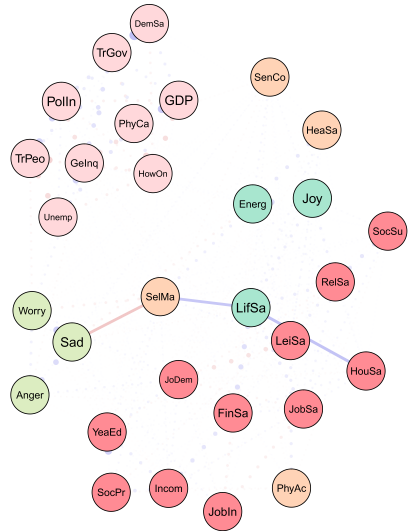 DemSa
TrGov
SenCo
PolIn
GDP
PhyCa
HeaSa
TrPeo
GeInq
HowOn
Energ
Joy
Unemp
SocSu
RelSa
SelMa
LifSa
Worry
Sad
LeiSa
HouSa
JoDem
Anger
FinSa
JobSa
YeaEd
SocPr
Incom
PhyAc
JobIn